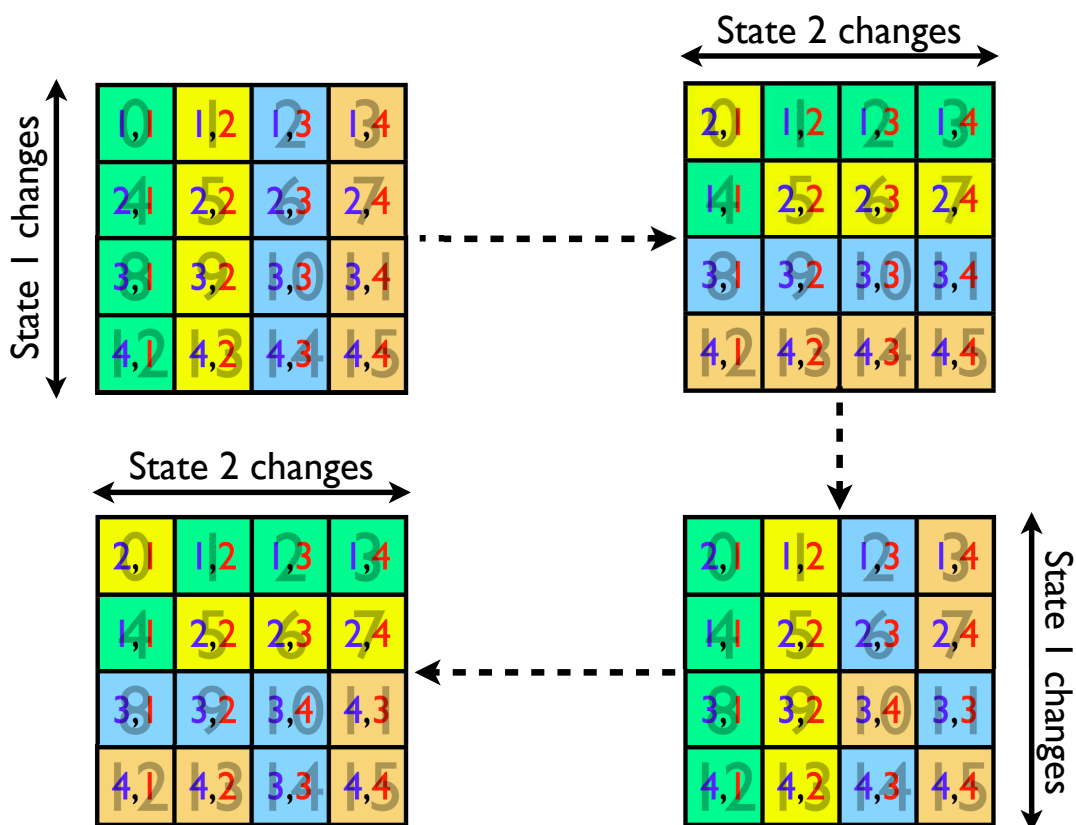 State 1 changes
1,1 1,2 1,3 1,4
0 1 2 3
2,1 2,2 2,3 2,4
4 5 6 7
3,1 3,2 3,3 3,4
8 9 10 11
4,1 4,2 4,3 4,4
12 13 14 15
State 2 changes
2,1 1,2 1,3 1,4
0 1 2 3
1,1 2,2 2,3 2,4
4 5 6 7
3,1 3,2 3,3 3,4
8 9 10 11
4,1 4,2 4,3 4,4
12 13 14 15
State 2 changes
2,1 1,2 1,3 1,4
0 1 2 3
1,1 2,2 2,3 2,4
4 5 6 7
3,1 3,2 3,4 4,3
8 9 10 11
4,1 4,2 3,3 4,4
12 13 14 15
2,1 1,2 1,3 1,4
0 1 2 3
1,1 2,2 2,3 2,4
4 5 6 7
3,1 3,2 3,4 3,3
8 9 10 11
4,1 4,2 4,3 4,4
12 13 14 15
State 1 changes